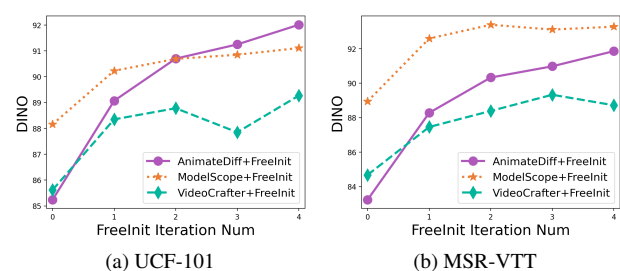 92
91
90
89
88
87
86
85
DINO
0 1 2 3 4
FreeInit Iteration Num
AnimateDiff+FreeInit
ModelScope+FreeInit
VideoCrafter+FreeInit
(a) UCF-101
92
90
88
86
84
DINO
0 1 2 3 4
FreeInit Iteration Num
AnimateDiff+FreeInit
ModelScope+FreeInit
VideoCrafter+FreeInit
(b) MSR-VTT